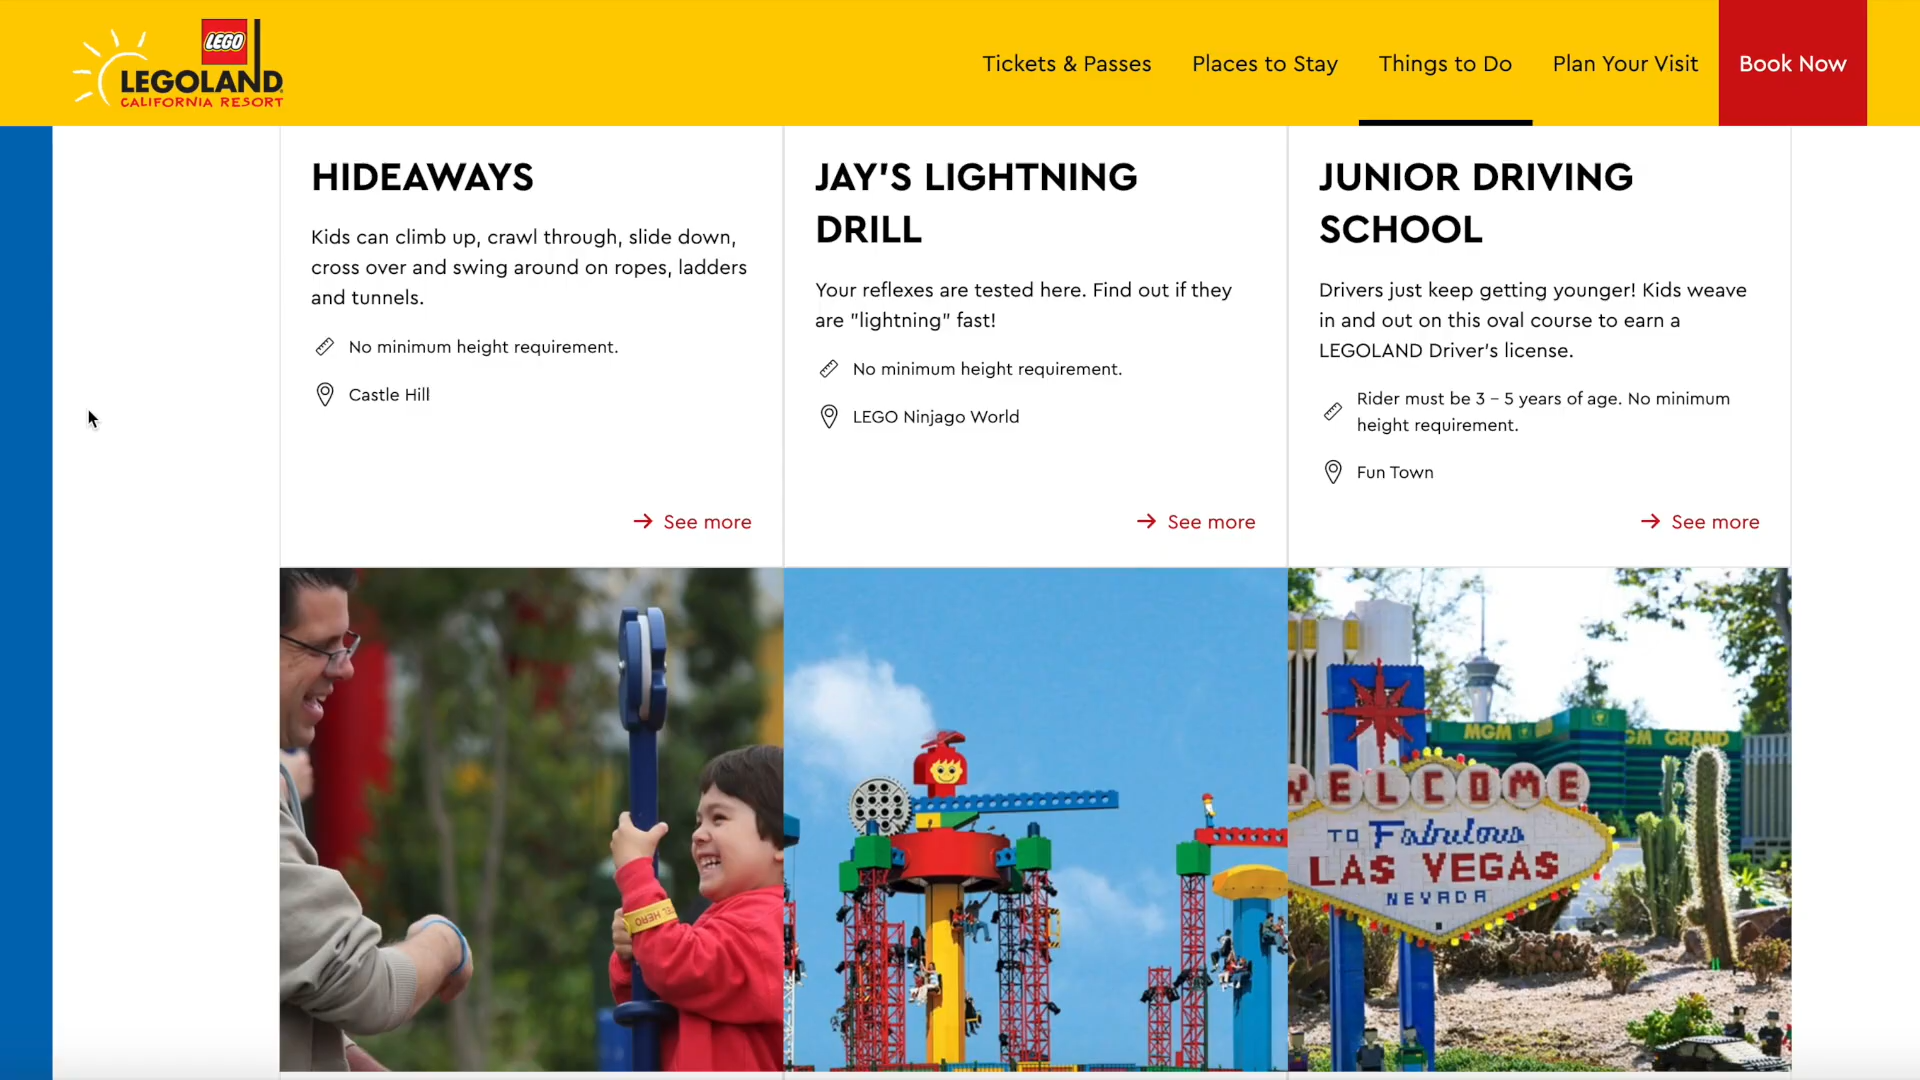 LEGO
LEGOLAND
CALIFORNIA RESORT
Tickets & Passes
Places to Stay
Things to Do
Plan Your Visit
Book Now
HIDEAWAYS
Kids can climb up, crawl through, slide down,
cross over and swing around on ropes, ladders
and tunnels.
No minimum height requirement.
Castle Hill
See more
JAY'S LIGHTNING
DRILL
Your reflexes are tested here. Find out if they
are "lightning" fast!
No minimum height requirement.
LEGO Ninjago World
See more
JUNIOR DRIVING
SCHOOL
Drivers just keep getting younger! Kids weave
in and out on this oval course to earn a
LEGOLAND Driver's license.
Rider must be 3 – 5 years of age. No minimum
height requirement.
Fun Town
See more
HERO
MGM
GM GRAND
WELCOME
TO Fabulous
LAS VEGAS
NEVADA